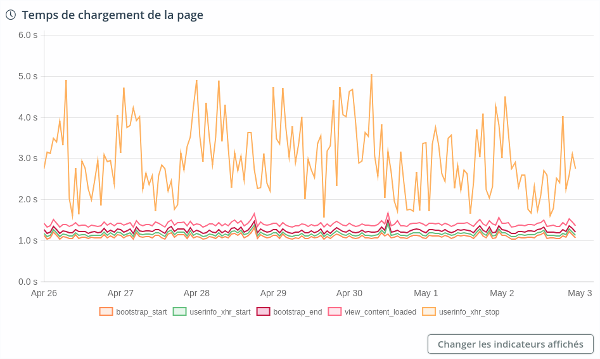 Temps de chargement de la page
6.0 s
5.0 s
4.0 s
3.0 s
2.0 s
1.0 s
0.0 s
Apr 26 Apr 27 Apr 28 Apr 29 Apr 30 May 1 May 2 May 3
bootstrap_start userinfo_xhr_start bootstrap_end view_content_loaded userinfo_xhr_stop
Changer les indicateurs affichés